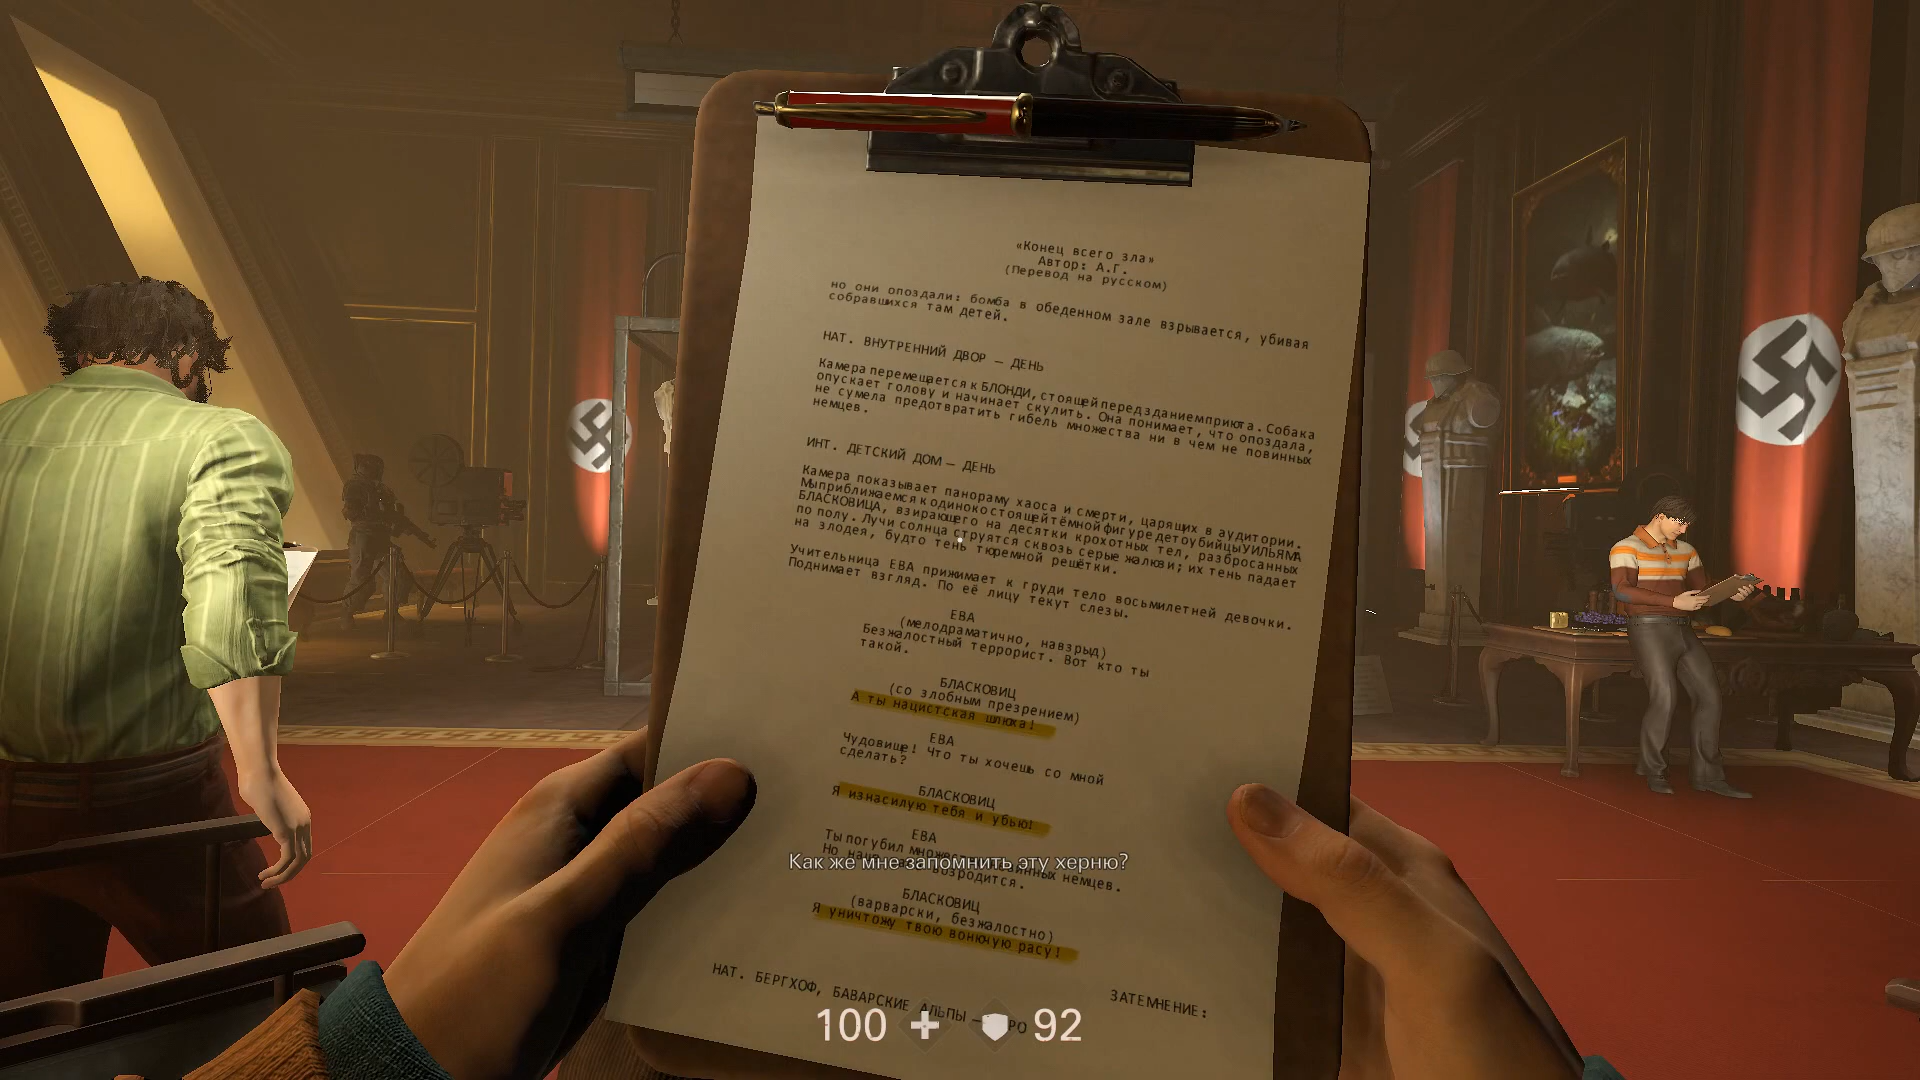 «Конец всего зла»
Автор: А.Г.
(Перевод на русском)
но они опоздали: бомба в обеденном зале взрывается, убивая
собравшихся там детей.
НАТ. ВНУТРЕННИЙ ДВОР — ДЕНЬ
Камера перемещается к БЛОНДИ, стоящей перед зданием приюта. Собака
опускает голову и начинает скулить. Она понимает, что опоздала,
не сумела предотвратить гибель множества ни в чем не повинных
немцев.
ИНТ. ДЕТСКИЙ ДОМ — ДЕНЬ
Камера показывает панораму хаоса и смерти, царящих в аудитории.
Мы приближаемся к одинокостоящей тёмной фигуре детоубийцы УИЛЬЯМА
БЛАСКОВИЦА, взирающего на десятки крохотных тел, разбросанных
по полу. Лучи солнца струятся сквозь серые жалюзи; их тень падает
на злодея, будто тень тюремной решётки.
Учительница ЕВА прижимает к груди тело восьмилетней девочки.
Поднимает взгляд. По её лицу текут слезы.
ЕВА
(мелодраматично, навзрыд)
Безжалостный террорист. Вот кто ты
такой.
БЛАСКОВИЦ
(со злобным презрением)
А ты нацистская шлюха!
ЕВА
Чудовище! Что ты хочешь со мной
сделать?
БЛАСКОВИЦ
Я изнасилую тебя и убью!
ЕВА
Ты погубил немцев.
Но возродится.
Как же мне запомнить эту херню?
БЛАСКОВИЦ
(варварски, безжалостно)
Я уничтожу твою вонючую расу!
ЗАТЕМНЕНИЕ:
НАТ. БЕРГХОФ, БАВАРСКИЕ АЛЬПЫ —
100 92